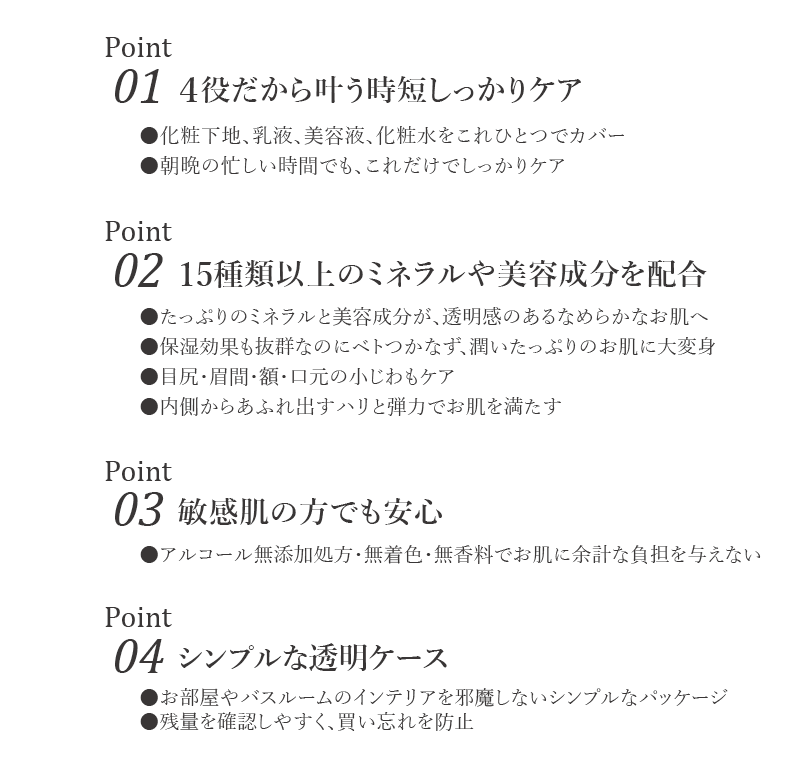 Point
01 4役だから叶う時短しっかりケア
●化粧下地、乳液、美容液、化粧水をこれひとつでカバー
●朝晩の忙しい時間でも、これだけでしっかりケア
Point
02 15種類以上のミネラルや美容成分を配合
●たっぷりのミネラルと美容成分が、透明感のあるなめらかなお肌へ
●保湿効果も抜群なのにベトつかなず、潤いたっぷりのお肌に大変身
●目尻・眉間・額・口元の小じわもケア
●内側からあふれ出すハリと弾力でお肌を満たす
Point
03 敏感肌の方でも安心
●アルコール無添加処方・無着色・無香料でお肌に余計な負担を与えない
Point
04 シンプルな透明ケース
●お部屋やバスルームのインテリアを邪魔しないシンプルなパッケージ
●残量を確認しやすく、買い忘れを防止